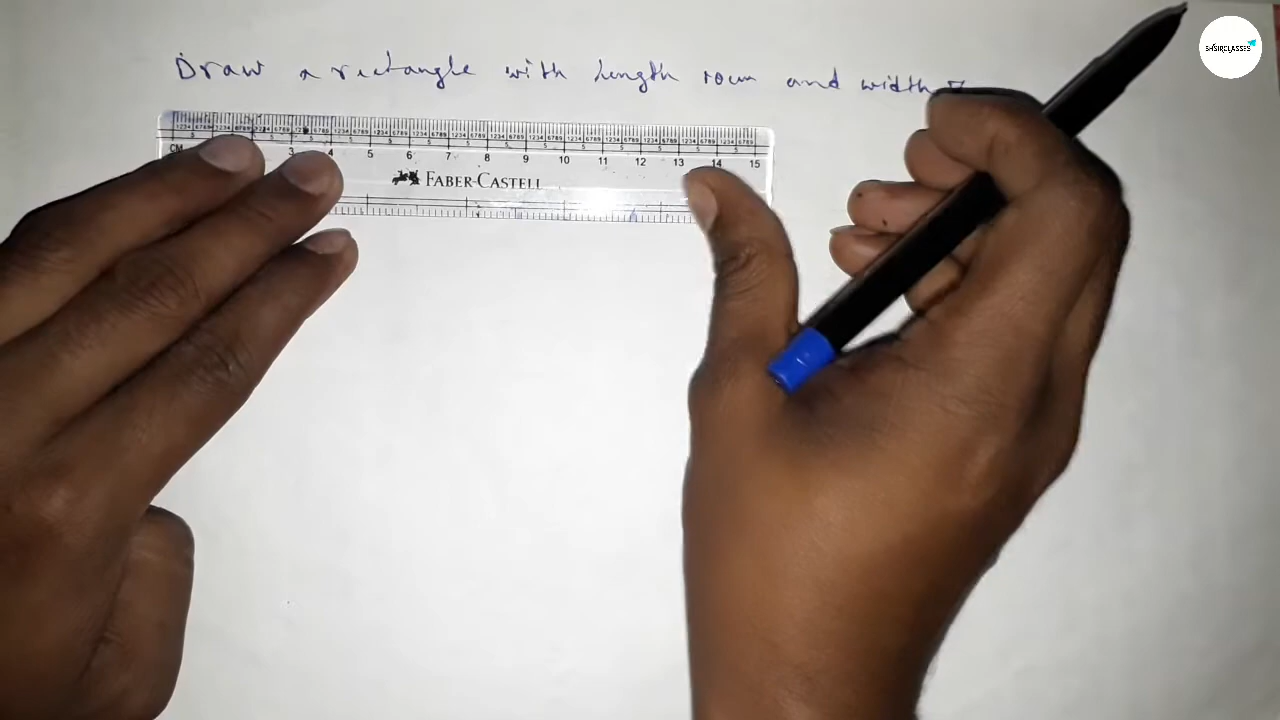 Draw a rectangle with length 10cm and width
CM 3 4 5 6 7 8 9 10 11 12 13 14 15
FABER-CASTELL
SHSIRCLASSES